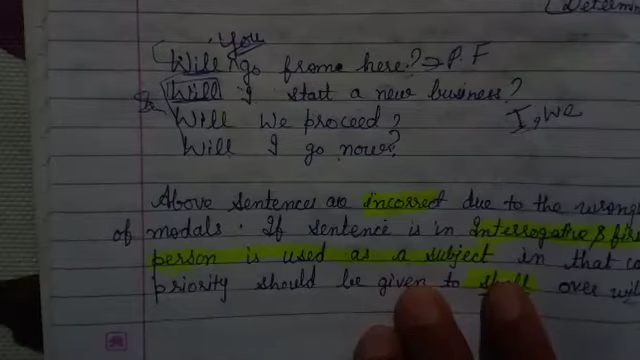 (Determin
You
Will go from here? ⇒ P.F
Will I start a new business?
Will we proceed? I, we
Will I go now?
Above sentences are incorrect due to the wrong
of modals. If sentence is in Interrogative & firs
person is used as a subject in that ca
priority should be given to shall over wil